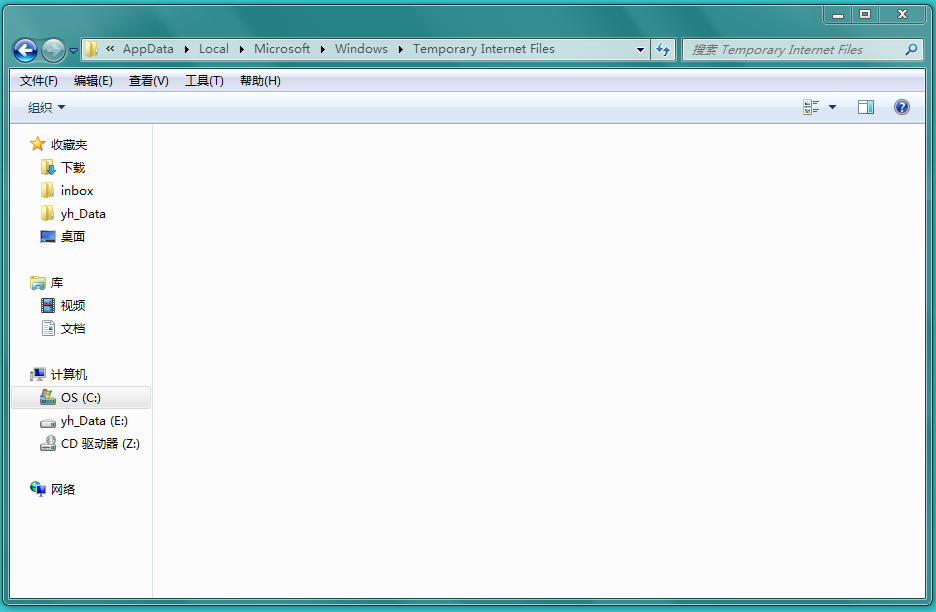 « AppData Local Microsoft Windows Temporary Internet Files
搜索 Temporary Internet Files
文件(F) 编辑(E) 查看(V) 工具(T) 帮助(H)
组织
收藏夹
下载
inbox
yh_Data
桌面
库
视频
文档
计算机
OS (C:)
yh_Data (E:)
CD 驱动器 (Z:)
网络